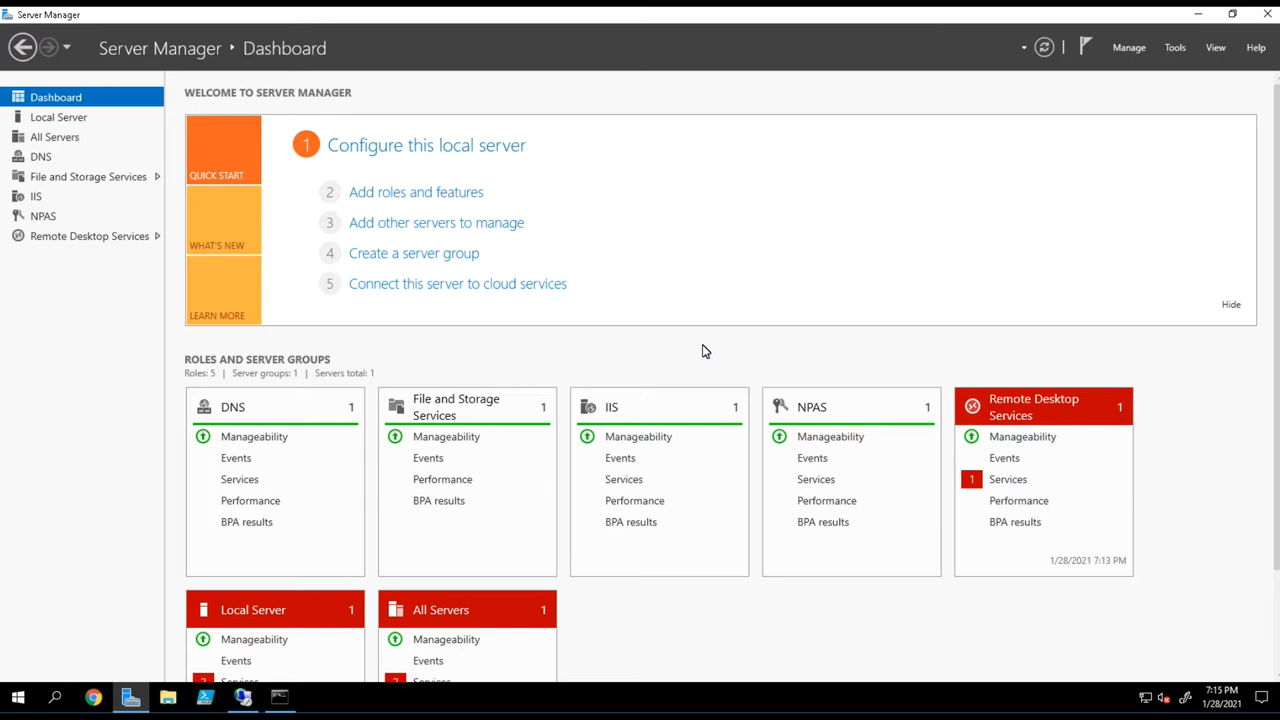 Server Manager
Server Manager ‣ Dashboard
Manage Tools View Help
Dashboard
Local Server
All Servers
DNS
File and Storage Services
IIS
NPAS
Remote Desktop Services
WELCOME TO SERVER MANAGER
QUICK START
WHAT'S NEW
LEARN MORE
1 Configure this local server
2 Add roles and features
3 Add other servers to manage
4 Create a server group
5 Connect this server to cloud services
Hide
ROLES AND SERVER GROUPS
Roles: 5 | Server groups: 1 | Servers total: 1
DNS 1
Manageability
Events
Services
Performance
BPA results
File and Storage
Services 1
Manageability
Events
Performance
BPA results
IIS 1
Manageability
Events
Services
Performance
BPA results
NPAS 1
Manageability
Events
Services
Performance
BPA results
Remote Desktop
Services 1
Manageability
Events
1 Services
Performance
BPA results
1/28/2021 7:13 PM
Local Server 1
Manageability
Events
All Servers 1
Manageability
Events
7:15 PM
1/28/2021